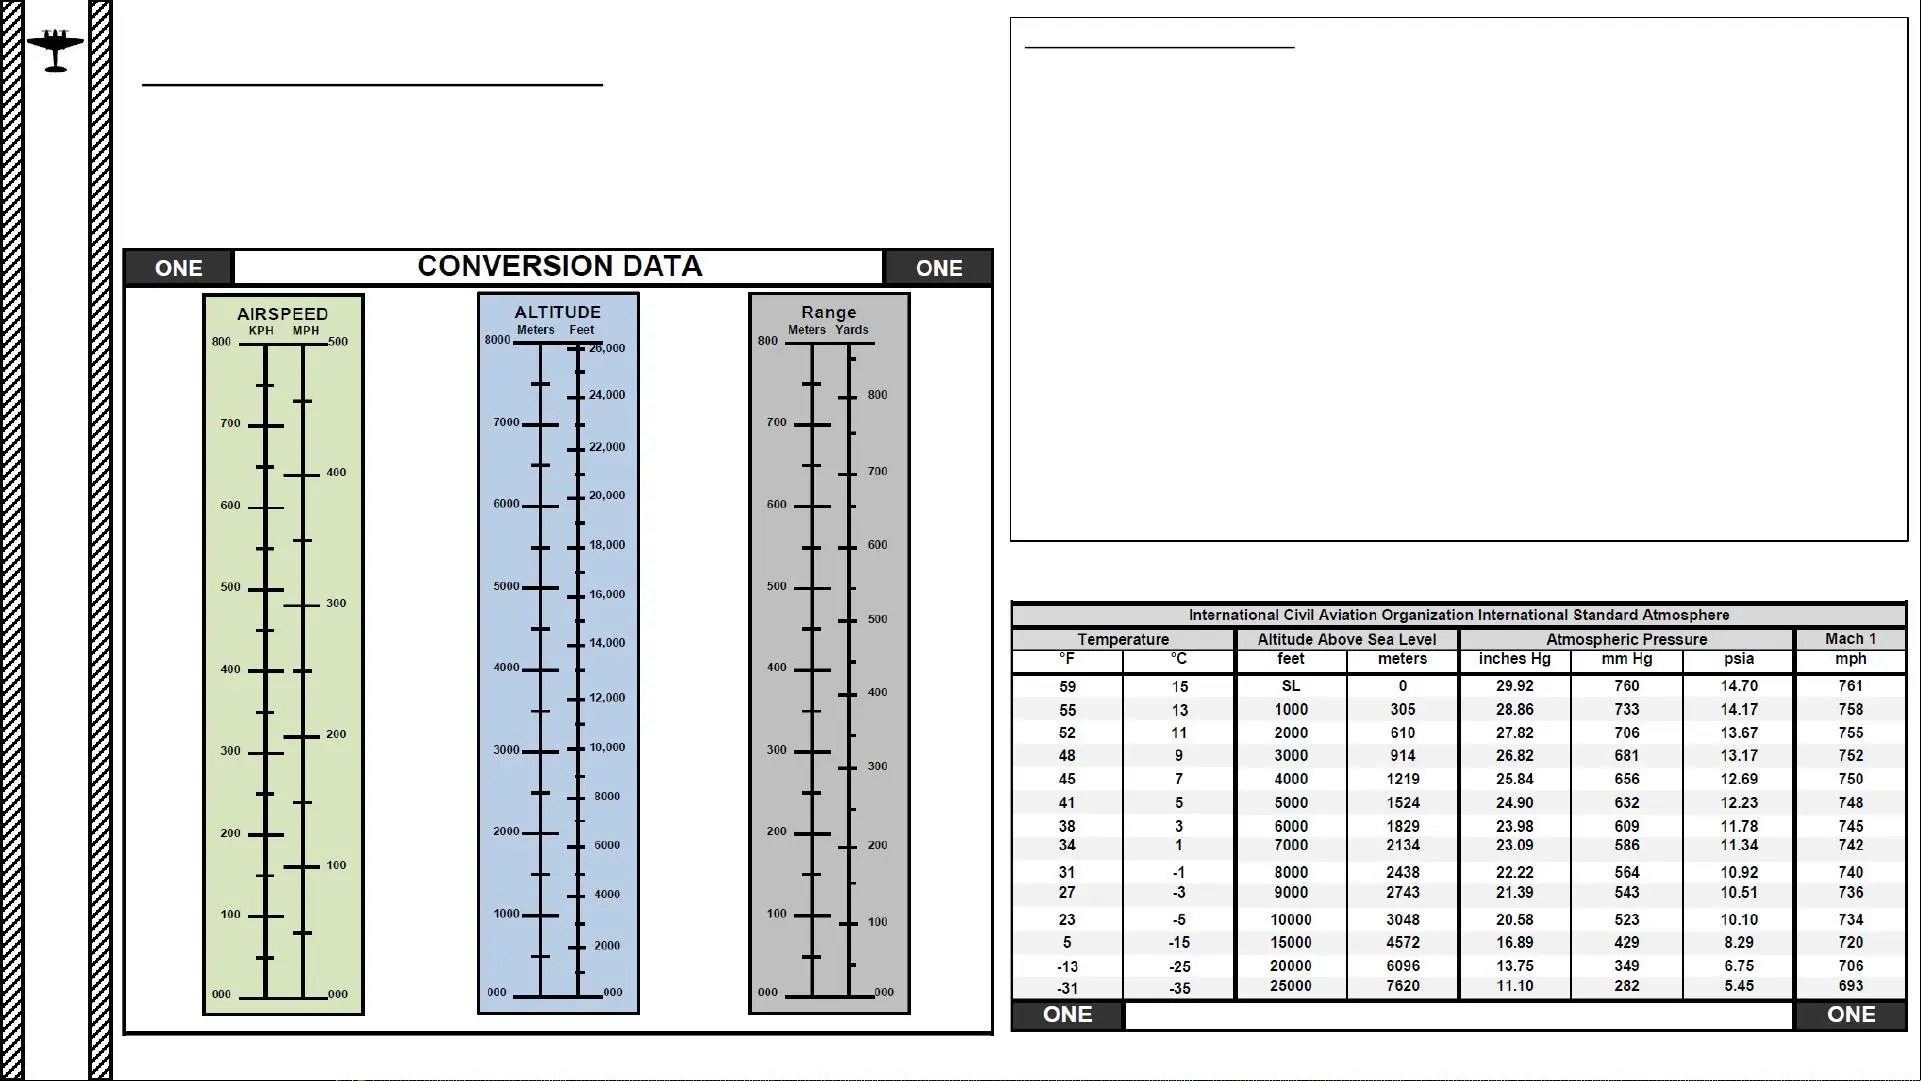 ONE CONVERSION DATA ONE
AIRSPEED
KPH MPH
800 500
700
400
600
500
300
400
200
300
200
100
100
000 000
ALTITUDE
Meters Feet
8000 26,000
24,000
7000
22,000
6000 20,000
18,000
5000 16,000
14,000
4000
12,000
3000 10,000
8000
2000
6000
4000
1000
2000
000 000
Range
Meters Yards
800
800
700
700
600
600
500
500
400
400
300
300
200
200
100
100
000 000
International Civil Aviation Organization International Standard Atmosphere
Temperature Altitude Above Sea Level Atmospheric Pressure Mach 1
°F °C feet meters inches Hg mm Hg psia mph
59 15 SL 0 29.92 760 14.70 761
55 13 1000 305 28.86 733 14.17 758
52 11 2000 610 27.82 706 13.67 755
48 9 3000 914 26.82 681 13.17 752
45 7 4000 1219 25.84 656 12.69 750
41 5 5000 1524 24.90 632 12.23 748
38 3 6000 1829 23.98 609 11.78 745
34 1 7000 2134 23.09 586 11.34 742
31 -1 8000 2438 22.22 564 10.92 740
27 -3 9000 2743 21.39 543 10.51 736
23 -5 10000 3048 20.58 523 10.10 734
5 -15 15000 4572 16.89 429 8.29 720
-13 -25 20000 6096 13.75 349 6.75 706
-31 -35 25000 7620 11.10 282 5.45 693
ONE ONE